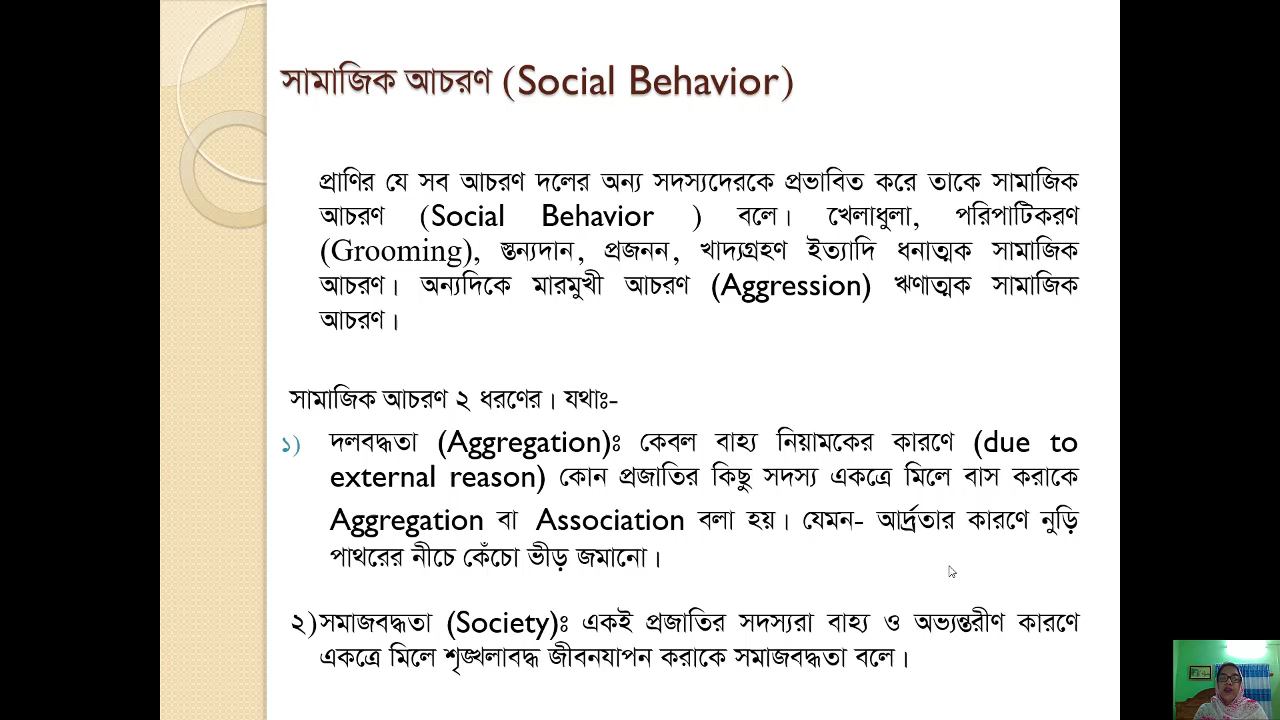 সামাজিক আচরণ (Social Behavior)
প্রাণির যে সব আচরণ দলের অন্য সদস্যদেরকে প্রভাবিত করে তাকে সামাজিক
আচরণ (Social Behavior ) বলে। খেলাধুলা, পরিপাটিকরণ
(Grooming), স্তন্যদান, প্রজনন, খাদ্যগ্রহণ ইত্যাদি ধনাত্মক সামাজিক
আচরণ। অন্যদিকে মারমুখী আচরণ (Aggression) ঋণাত্মক সামাজিক
আচরণ।
সামাজিক আচরণ ২ ধরণের। যথাঃ-
১) দলবদ্ধতা (Aggregation)ঃ কেবল বাহ্য নিয়ামকের কারণে (due to
external reason) কোন প্রজাতির কিছু সদস্য একত্রে মিলে বাস করাকে
Aggregation বা Association বলা হয়। যেমন- আর্দ্রতার কারণে নুড়ি
পাথরের নীচে কেঁচো ভীড় জমানো।
২)সমাজবদ্ধতা (Society)ঃ একই প্রজাতির সদস্যরা বাহ্য ও অভ্যন্তরীণ কারণে
একত্রে মিলে শৃঙ্খলাবদ্ধ জীবনযাপন করাকে সমাজবদ্ধতা বলে।